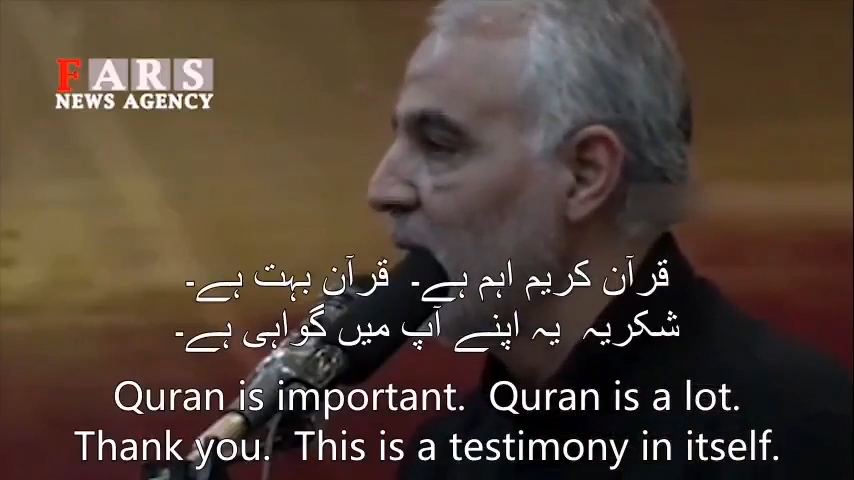 FARS
NEWS AGENCY
قرآن کریم اہم ہے۔ قرآن بہت ہے۔
شکریہ یہ اپنے آپ میں گواہی ہے۔
Quran is important. Quran is a lot.
Thank you. This is a testimony in itself.